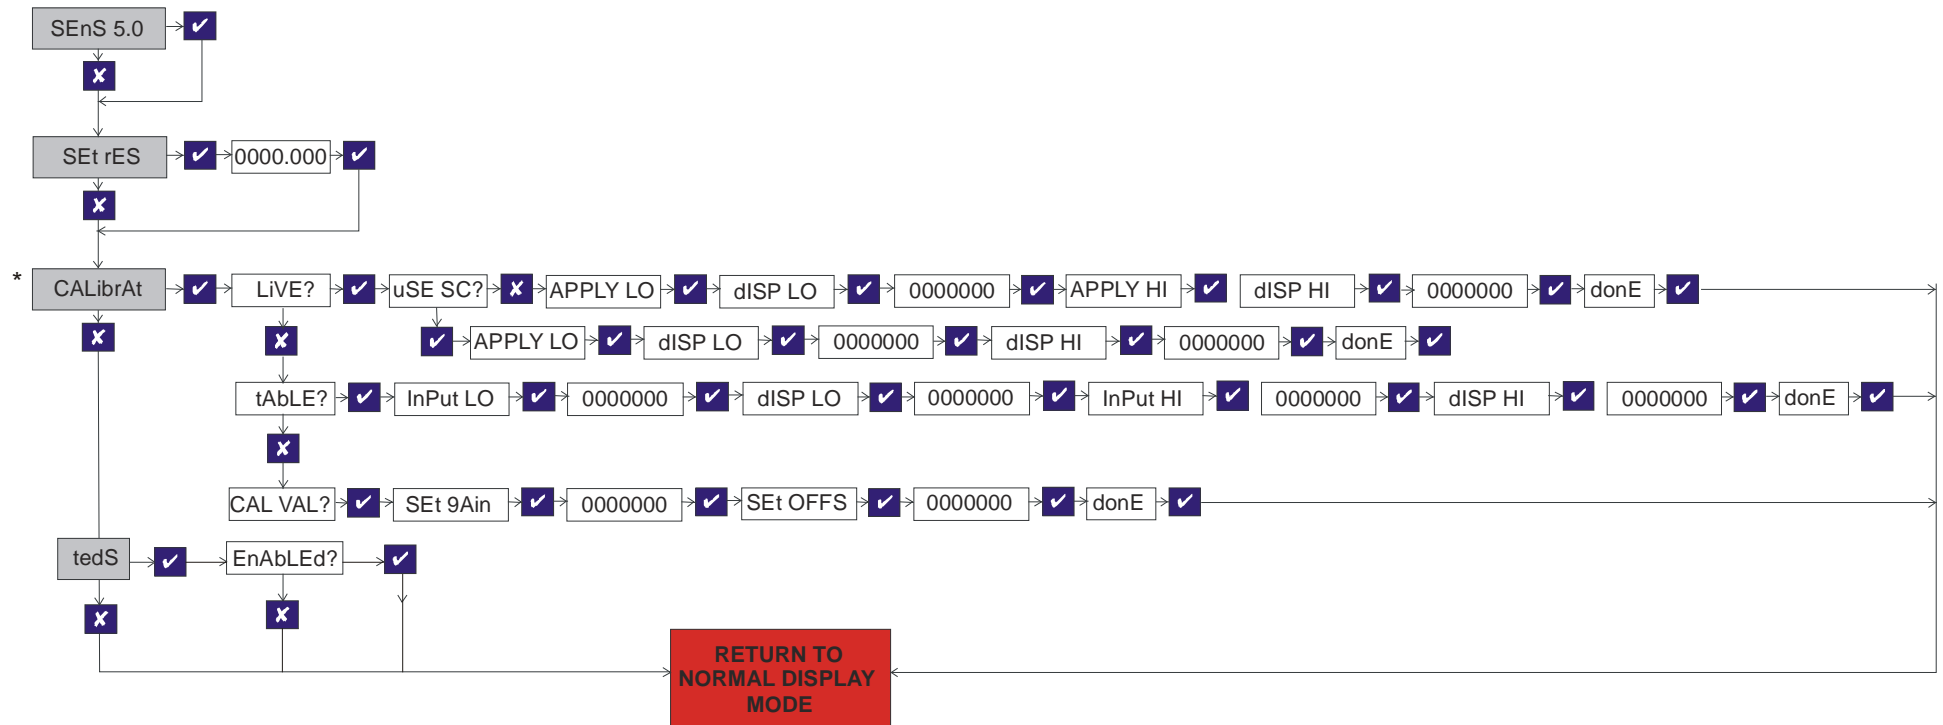 SEnS 5.0 ✔
✘
SEt rES ✔ 0000.000 ✔
✘
* CALibrAt ✔ LiVE? ✔ uSE SC? ✘ APPLY LO ✔ dISP LO ✔ 0000000 ✔ APPLY HI ✔ dISP HI ✔ 0000000 ✔ donE ✔
✘ ✘ ✔ APPLY LO ✔ dISP LO ✔ 0000000 ✔ dISP HI ✔ 0000000 ✔ donE ✔
tAbLE? ✔ InPut LO ✔ 0000000 ✔ dISP LO ✔ 0000000 ✔ InPut HI ✔ 0000000 ✔ dISP HI ✔ 0000000 ✔ donE ✔
✘
CAL VAL? ✔ SEt 9Ain ✔ 0000000 ✔ SEt OFFS ✔ 0000000 ✔ donE ✔
tedS ✔ EnAbLEd? ✔
✘ ✘
RETURN TO
NORMAL DISPLAY
MODE